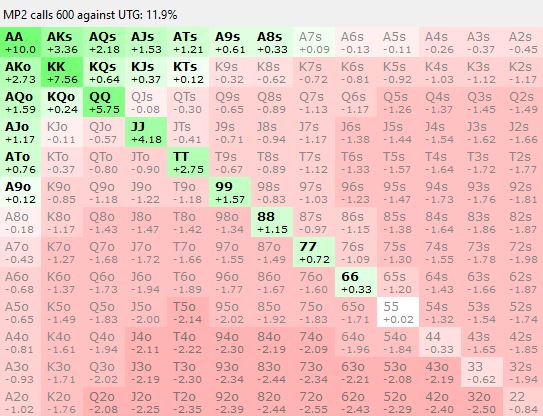 MP2 calls 600 against UTG: 11.9%
AA AKs AQs AJs ATs A9s A8s A7s A6s A5s A4s A3s A2s
+10.0 +3.36 +2.18 +1.53 +1.21 +0.61 +0.33 +0.09 -0.13 -0.11 -0.26 -0.37 -0.45
AKo KK KQs KJs KTs K9s K8s K7s K6s K5s K4s K3s K2s
+2.73 +7.56 +0.64 +0.37 +0.12 -0.32 -0.62 -0.72 -0.81 -0.92 -1.03 -1.12 -1.17
AQo KQo QQ QJs QTs Q9s Q8s Q7s Q6s Q5s Q4s Q3s Q2s
+1.59 +0.24 +5.75 -0.08 -0.30 -0.65 -0.89 -1.13 -1.17 -1.26 -1.37 -1.45 -1.49
AJo KJo QJo JJ JTs J9s J8s J7s J6s J5s J4s J3s J2s
+1.17 -0.11 -0.57 +4.18 -0.41 -0.71 -0.94 -1.17 -1.38 -1.44 -1.54 -1.62 -1.66
ATo KTo QTo JTo TT T9s T8s T7s T6s T5s T4s T3s T2s
+0.76 -0.37 -0.80 -0.90 +2.75 -0.67 -0.89 -1.12 -1.33 -1.57 -1.64 -1.72 -1.77
A9o K9o Q9o J9o T9o 99 98s 97s 96s 95s 94s 93s 92s
+0.12 -0.85 -1.18 -1.22 -1.18 +1.57 -0.83 -1.03 -1.23 -1.47 -1.73 -1.76 -1.81
A8o K8o Q8o J8o T8o 98o 88 87s 86s 85s 84s 83s 82s
-0.18 -1.17 -1.43 -1.47 -1.42 -1.34 +1.15 -0.97 -1.15 -1.38 -1.64 -1.86 -1.87
A7o K7o Q7o J7o T7o 97o 87o 77 76s 75s 74s 73s 72s
-0.43 -1.27 -1.68 -1.72 -1.66 -1.55 -1.49 +0.72 -1.09 -1.30 -1.55 -1.78 -1.98
A6o K6o Q6o J6o T6o 96o 86o 76o 66 65s 64s 63s 62s
-0.68 -1.37 -1.73 -1.94 -1.89 -1.77 -1.67 -1.60 +0.33 -1.20 -1.43 -1.66 -1.87
A5o K5o Q5o J5o T5o 95o 85o 75o 65o 55 54s 53s 52s
-0.65 -1.49 -1.83 -2.00 -2.14 -2.02 -1.92 -1.83 -1.71 +0.02 -1.32 -1.54 -1.74
A4o K4o Q4o J4o T4o 94o 84o 74o 64o 54o 44 43s 42s
-0.81 -1.61 -1.94 -2.11 -2.22 -2.30 -2.19 -2.09 -1.96 -1.84 -0.33 -1.65 -1.85
A3o K3o Q3o J3o T3o 93o 83o 73o 63o 53o 43o 33 32s
-0.93 -1.71 -2.02 -2.19 -2.30 -2.34 -2.44 -2.34 -2.21 -2.08 -2.19 -0.62 -1.94
A2o K2o Q2o J2o T2o 92o 82o 72o 62o 52o 42o 32o 22
-1.02 -1.76 -2.08 -2.25 -2.35 -2.39 -2.44 -2.55 -2.43 -2.29 -2.40 -2.50 -0.84